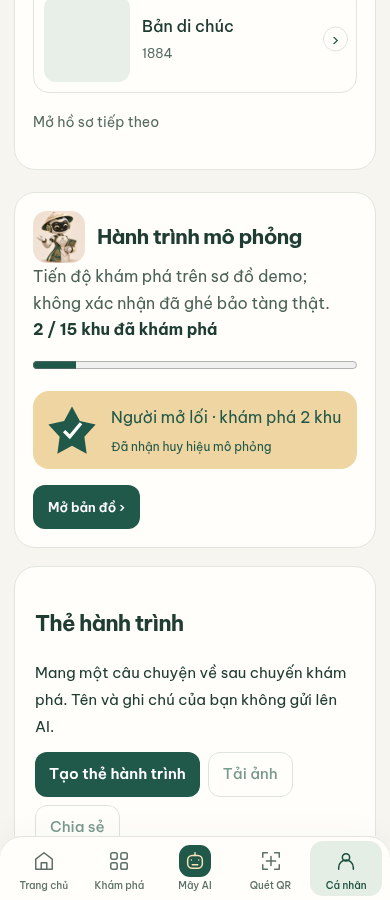 Bản di chúc
1884
Mở hồ sơ tiếp theo
Hành trình mô phỏng
Tiến độ khám phá trên sơ đồ demo;
không xác nhận đã ghé bảo tàng thật.
2 / 15 khu đã khám phá
Người mở lối · khám phá 2 khu
Đã nhận huy hiệu mô phỏng
Mở bản đồ ›
Thẻ hành trình
Mang một câu chuyện về sau chuyến khám
phá. Tên và ghi chú của bạn không gửi lên
AI.
Tạo thẻ hành trình
Tải ảnh
Chia sẻ
Trang chủ
Khám phá
Mây AI
Quét QR
Cá nhân